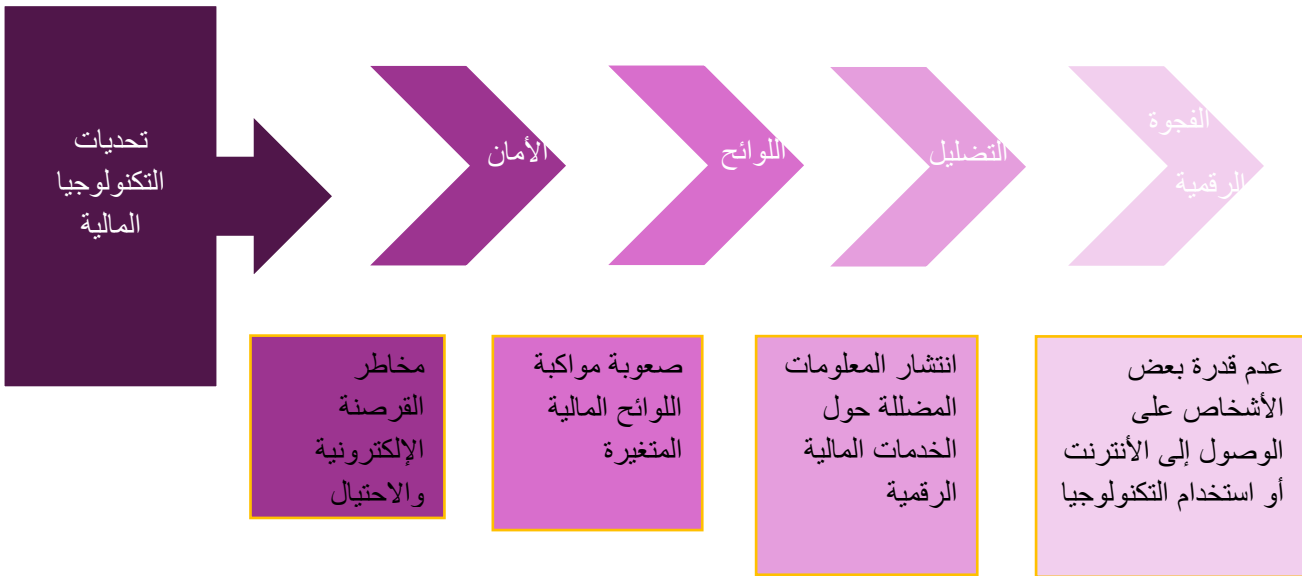 تحديات
التكنولوجيا
المالية
الأمان
اللوائح
التضليل
الفجوة
الرقمية
مخاطر
القرصنة
الإلكترونية
والاحتيال
صعوبة مواكبة
اللوائح المالية
المتغيرة
انتشار المعلومات
المضللة حول
الخدمات المالية
الرقمية
عدم قدرة بعض
الأشخاص على
الوصول إلى الأنترنت
أو استخدام التكنولوجيا